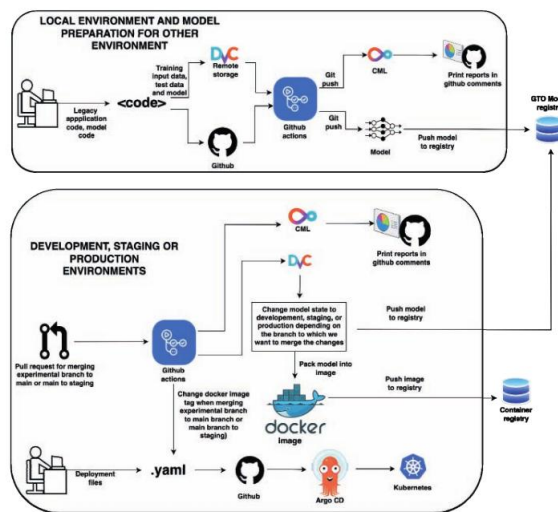 LOCAL ENVIRONMENT AND MODEL
PREPARATION FOR OTHER
ENVIRONMENT
DVC
Remote
storage
Training
input data,
test data
and model
<code>
Legacy
appplication
code, model
code
Github
Github
actions
Git
push
CML
Print reports in
github comments
Git
push
Model
Push model
to registry
GTO Mo
registr
DEVELOPMENT, STAGING OR
PRODUCTION
ENVIRONMENTS
CML
Print reports in
github comments
DVC
Change model state to
developement, staging, or
production depending on
the branch to which we
want to merge the changes
Push model
to registry
Pull request for merging
experimental branch to
main or main to staging
Github
actions
Pack model into
image
Change docker image
tag when merging
experimental branch to
main branch or
main branch to
staging)
docker
image
Push image
to registry
Container
registry
Deployment
files
.yaml
Github
Argo CD
Kubernetes